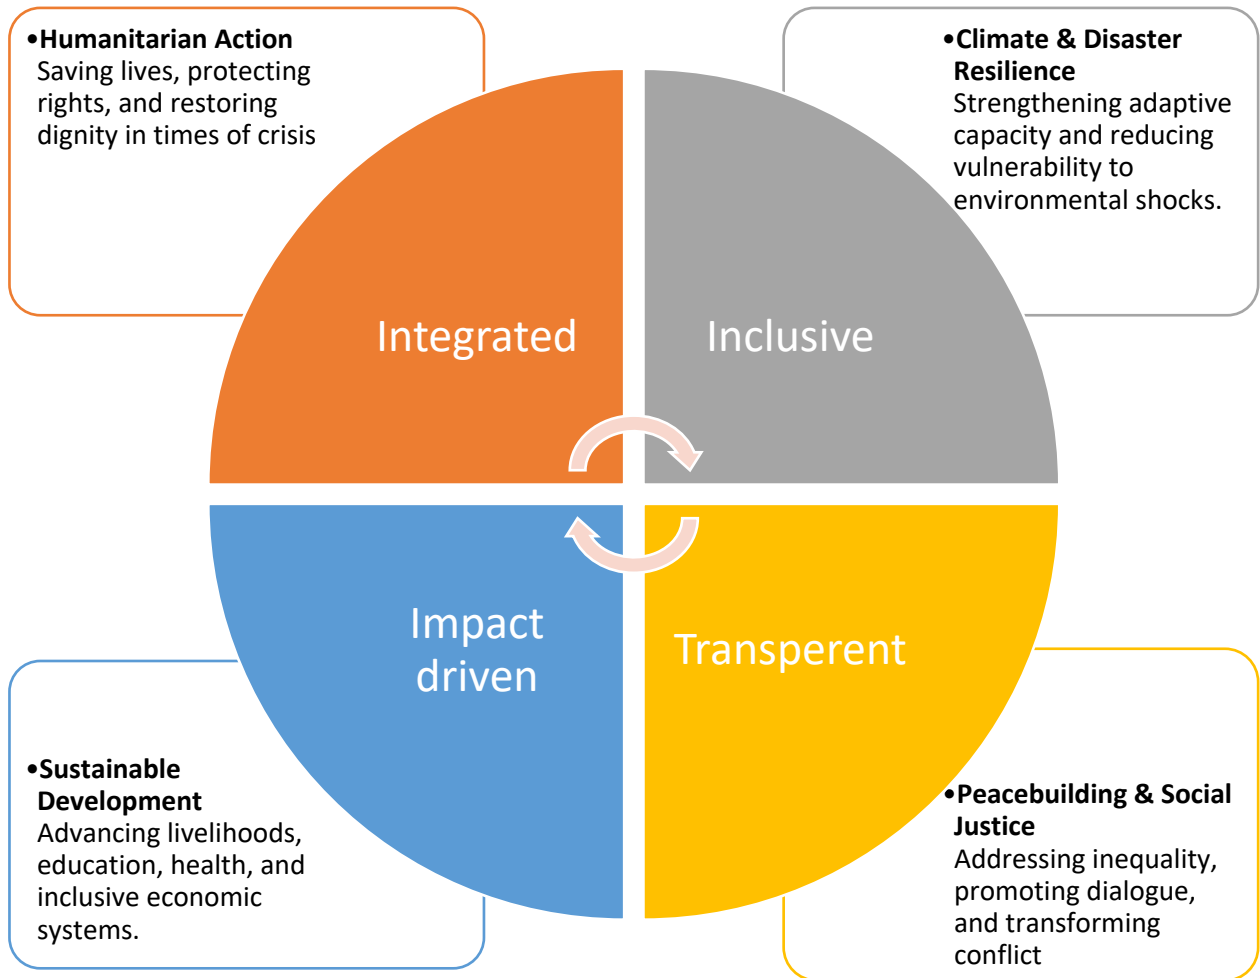 •Humanitarian Action
Saving lives, protecting
rights, and restoring
dignity in times of crisis
•Climate & Disaster
Resilience
Strengthening adaptive
capacity and reducing
vulnerability to
environmental shocks.
Integrated
Inclusive
Impact
driven
Transperent
•Sustainable
Development
Advancing livelihoods,
education, health, and
inclusive economic
systems.
•Peacebuilding & Social
Justice
Addressing inequality,
promoting dialogue,
and transforming
conflict